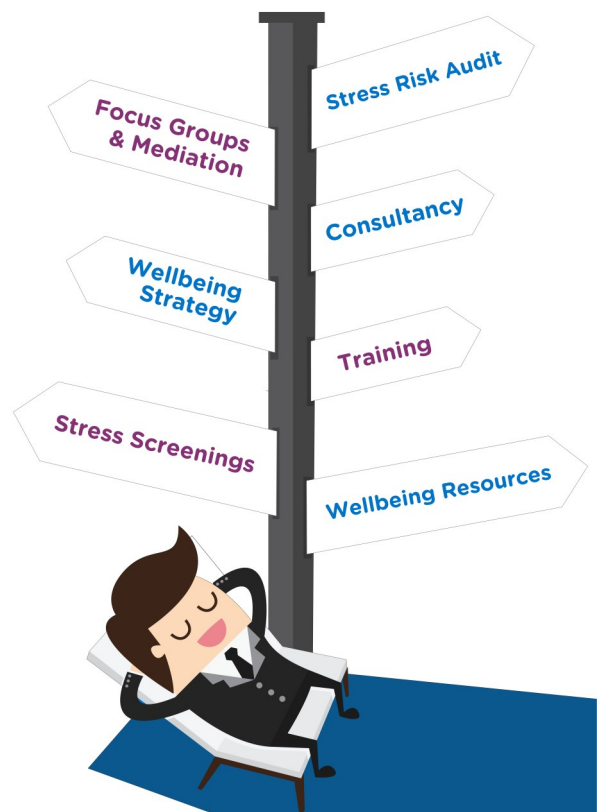 Stress Risk Audit
Focus Groups
& Mediation
Consultancy
Wellbeing
Strategy
Training
Stress Screenings
Wellbeing Resources